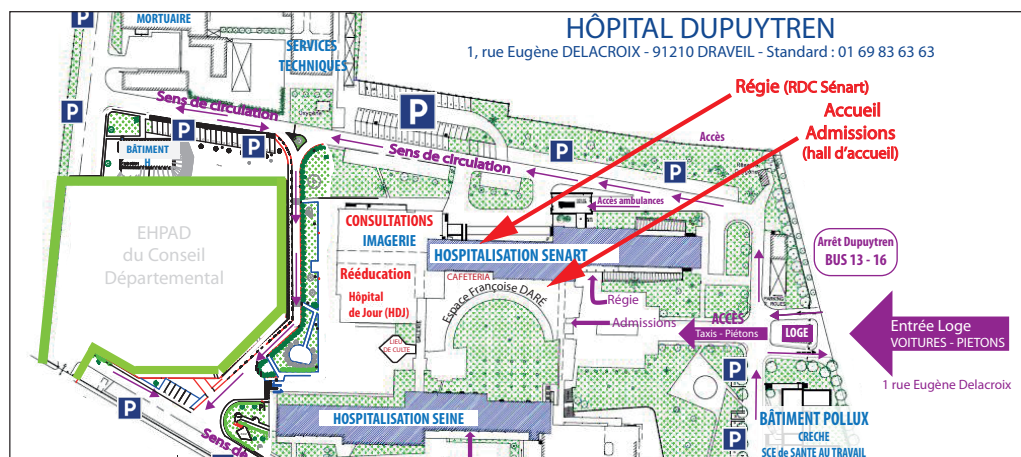 HÔPITAL DUPUYTREN
1, rue Eugène DELACROIX - 91210 DRAVEIL - Standard : 01 69 83 63 63
P
MORTUAIRE
SERVICES
TECHNIQUES
Régie (RDC Sénart)
Accueil
Admissions
(hall d'accueil)
Sens de circulation
Oxygène
P
P
P
P
P
BÂTIMENT
H
Sens de circulation
P
P
Accès
Accès ambulances
EHPAD
du Conseil
Départemental
CONSULTATIONS
IMAGERIE
HOSPITALISATION SENART
Arrêt Dupuytren
BUS 13 - 16
Rééducation
CAFETERIA
Hôpital
de Jour (HDJ)
Espace Françoise DARÉ
Régie
PARKING
Admissions
ACCÈS
Taxis - Piétons
LOGE
Entrée Loge
VOITURES - PIETONS
LIEU
DE CULTE
1 rue Eugène Delacroix
P
P
HOSPITALISATION SEINE
BÂTIMENT POLLUX
CRECHE
SCE de SANTE AU TRAVAIL
Sens de
P
P